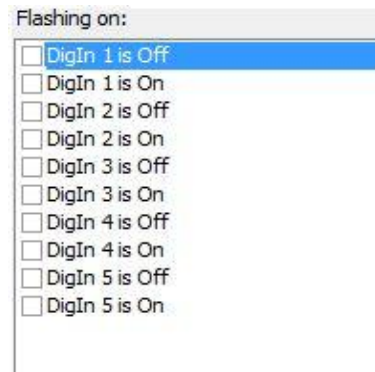 Flashing on:
DigIn 1 is Off
DigIn 1 is On
DigIn 2 is Off
DigIn 2 is On
DigIn 3 is Off
DigIn 3 is On
DigIn 4 is Off
DigIn 4 is On
DigIn 5 is Off
DigIn 5 is On